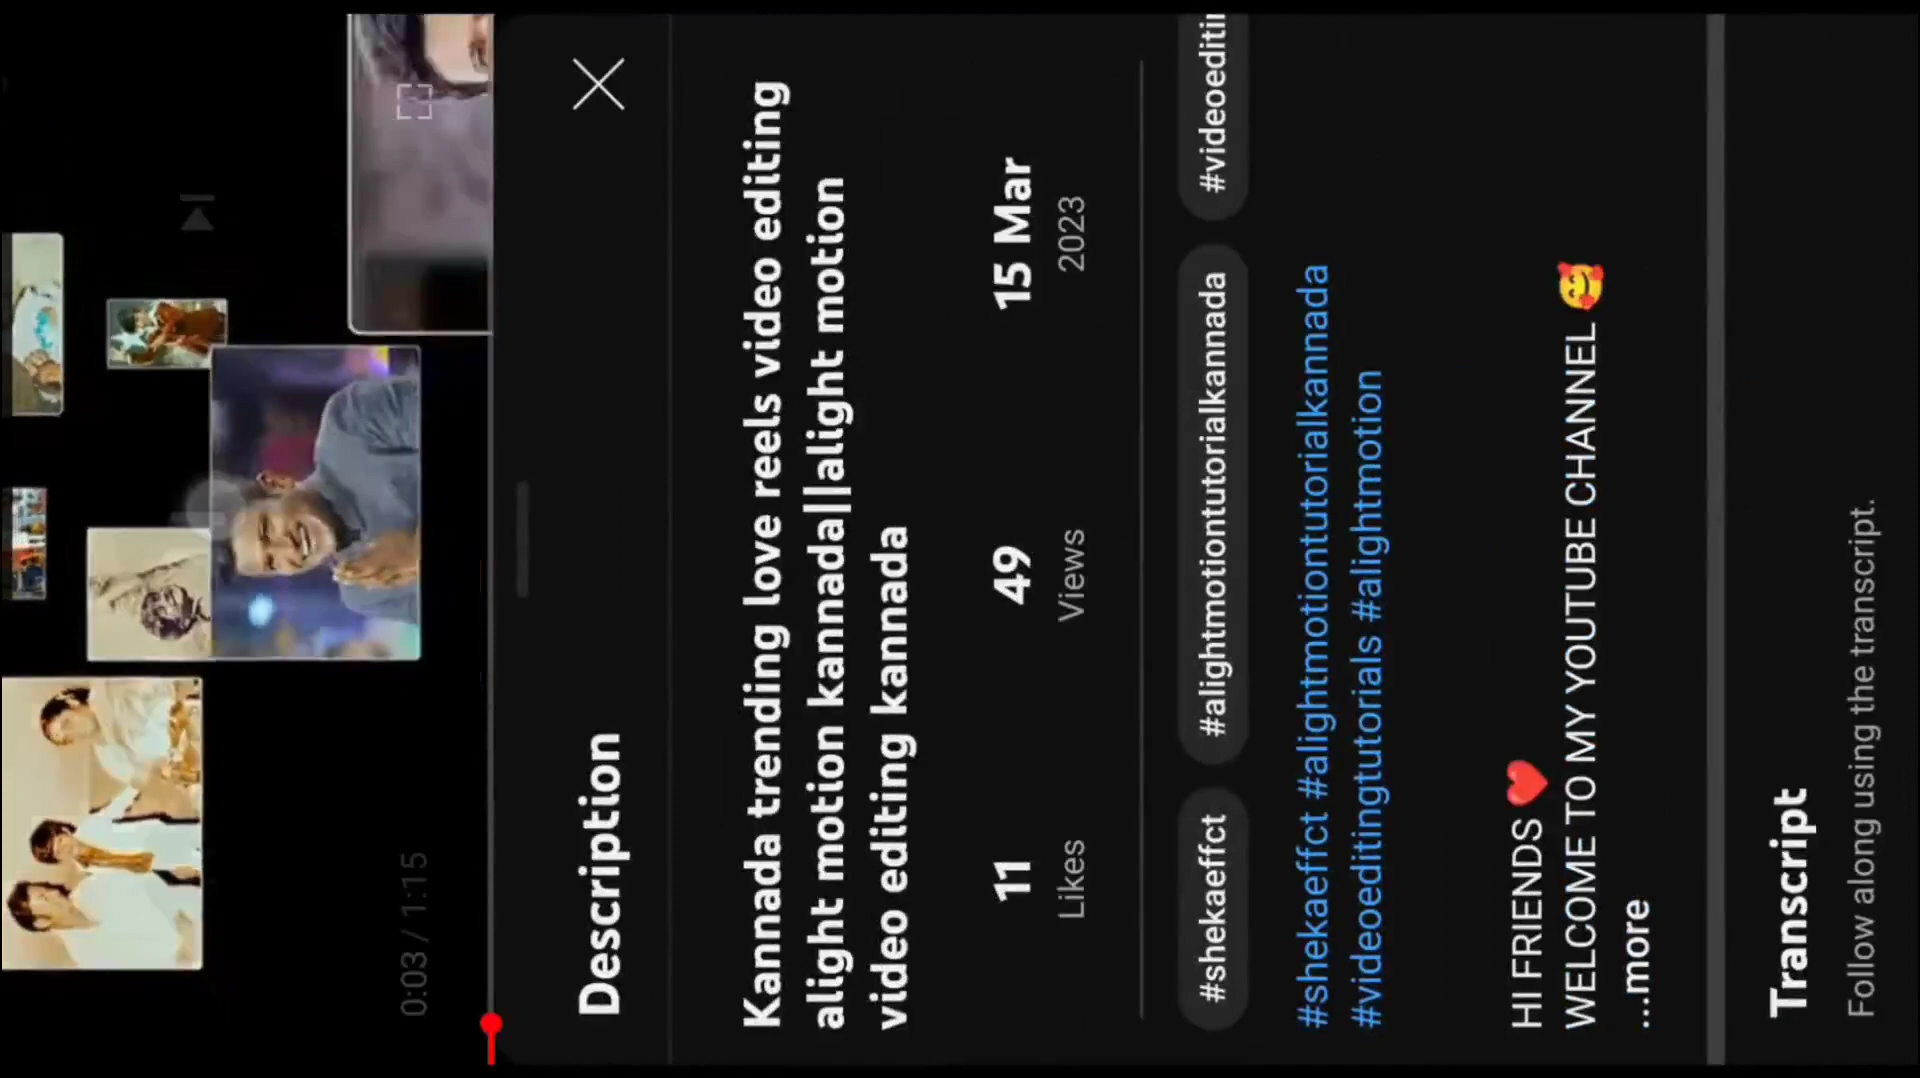 0:03 / 1:15
Description
Kannada trending love reels video editing
alight motion kannada||alight motion
video editing kannada
11 49 15 Mar
Likes Views 2023
#shekaeffct #alightmotiontutorialkannada #videoeditin
#shekaeffct #alightmotiontutorialkannada
#videoeditingtutorials #alightmotion
HI FRIENDS ❤️
WELCOME TO MY YOUTUBE CHANNEL 🥰
...more
Transcript
Follow along using the transcript.